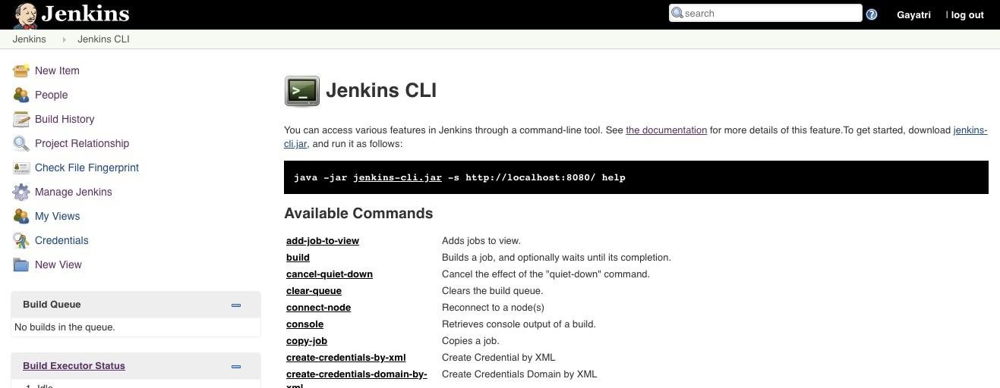 Jenkins
search
Gayatri | log out
Jenkins Jenkins CLI
New Item
People
Build History
Project Relationship
Check File Fingerprint
Manage Jenkins
My Views
Credentials
New View
Build Queue
No builds in the queue.
Build Executor Status
1 Idle
Jenkins CLI
You can access various features in Jenkins through a command-line tool. See the documentation for more details of this feature.To get started, download jenkins-
cli.jar, and run it as follows:
java -jar jenkins-cli.jar -s http://localhost:8080/ help
Available Commands
add-job-to-view Adds jobs to view.
build Builds a job, and optionally waits until its completion.
cancel-quiet-down Cancel the effect of the "quiet-down" command.
clear-queue Clears the build queue.
connect-node Reconnect to a node(s)
console Retrieves console output of a build.
copy-job Copies a job.
create-credentials-by-xml Create Credential by XML
create-credentials-domain-by- Create Credentials Domain by XML
xml